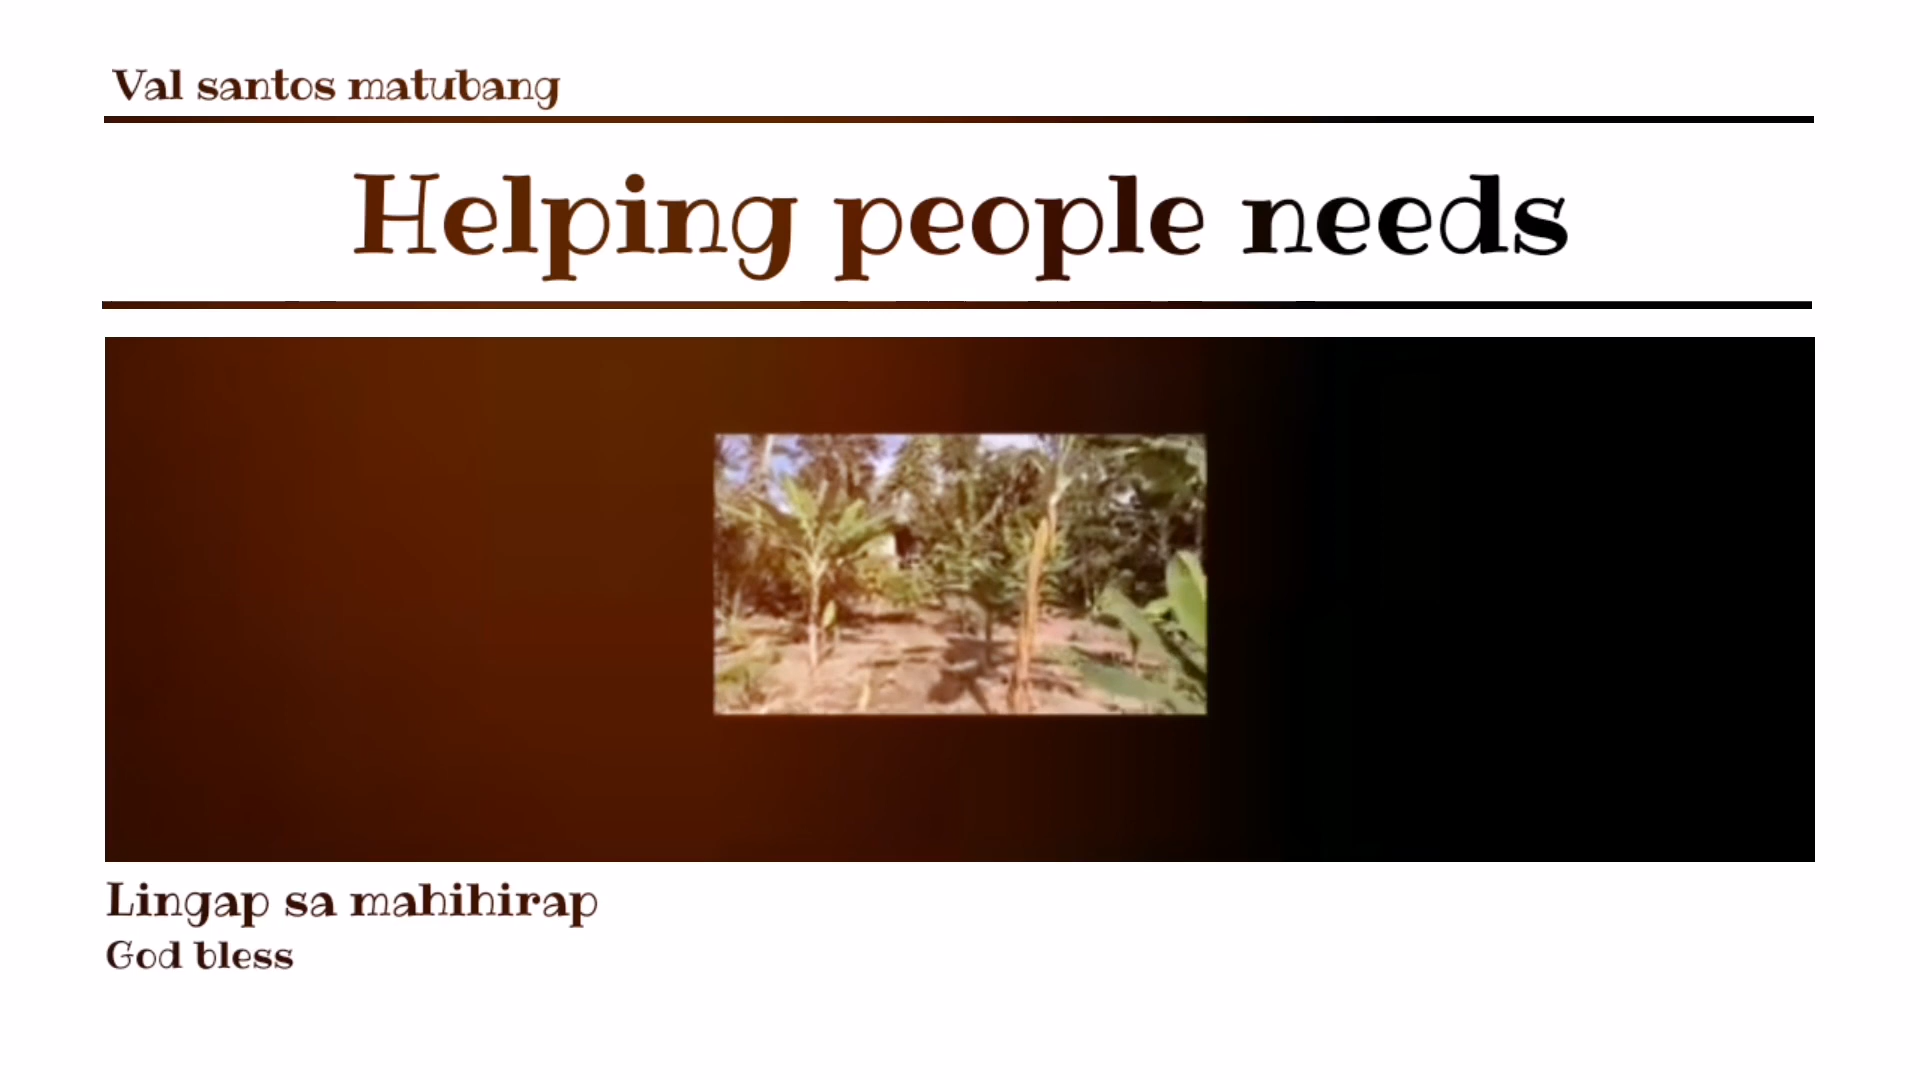 Val santos matubang
Helping people needs
Lingap sa mahihirap
God bless